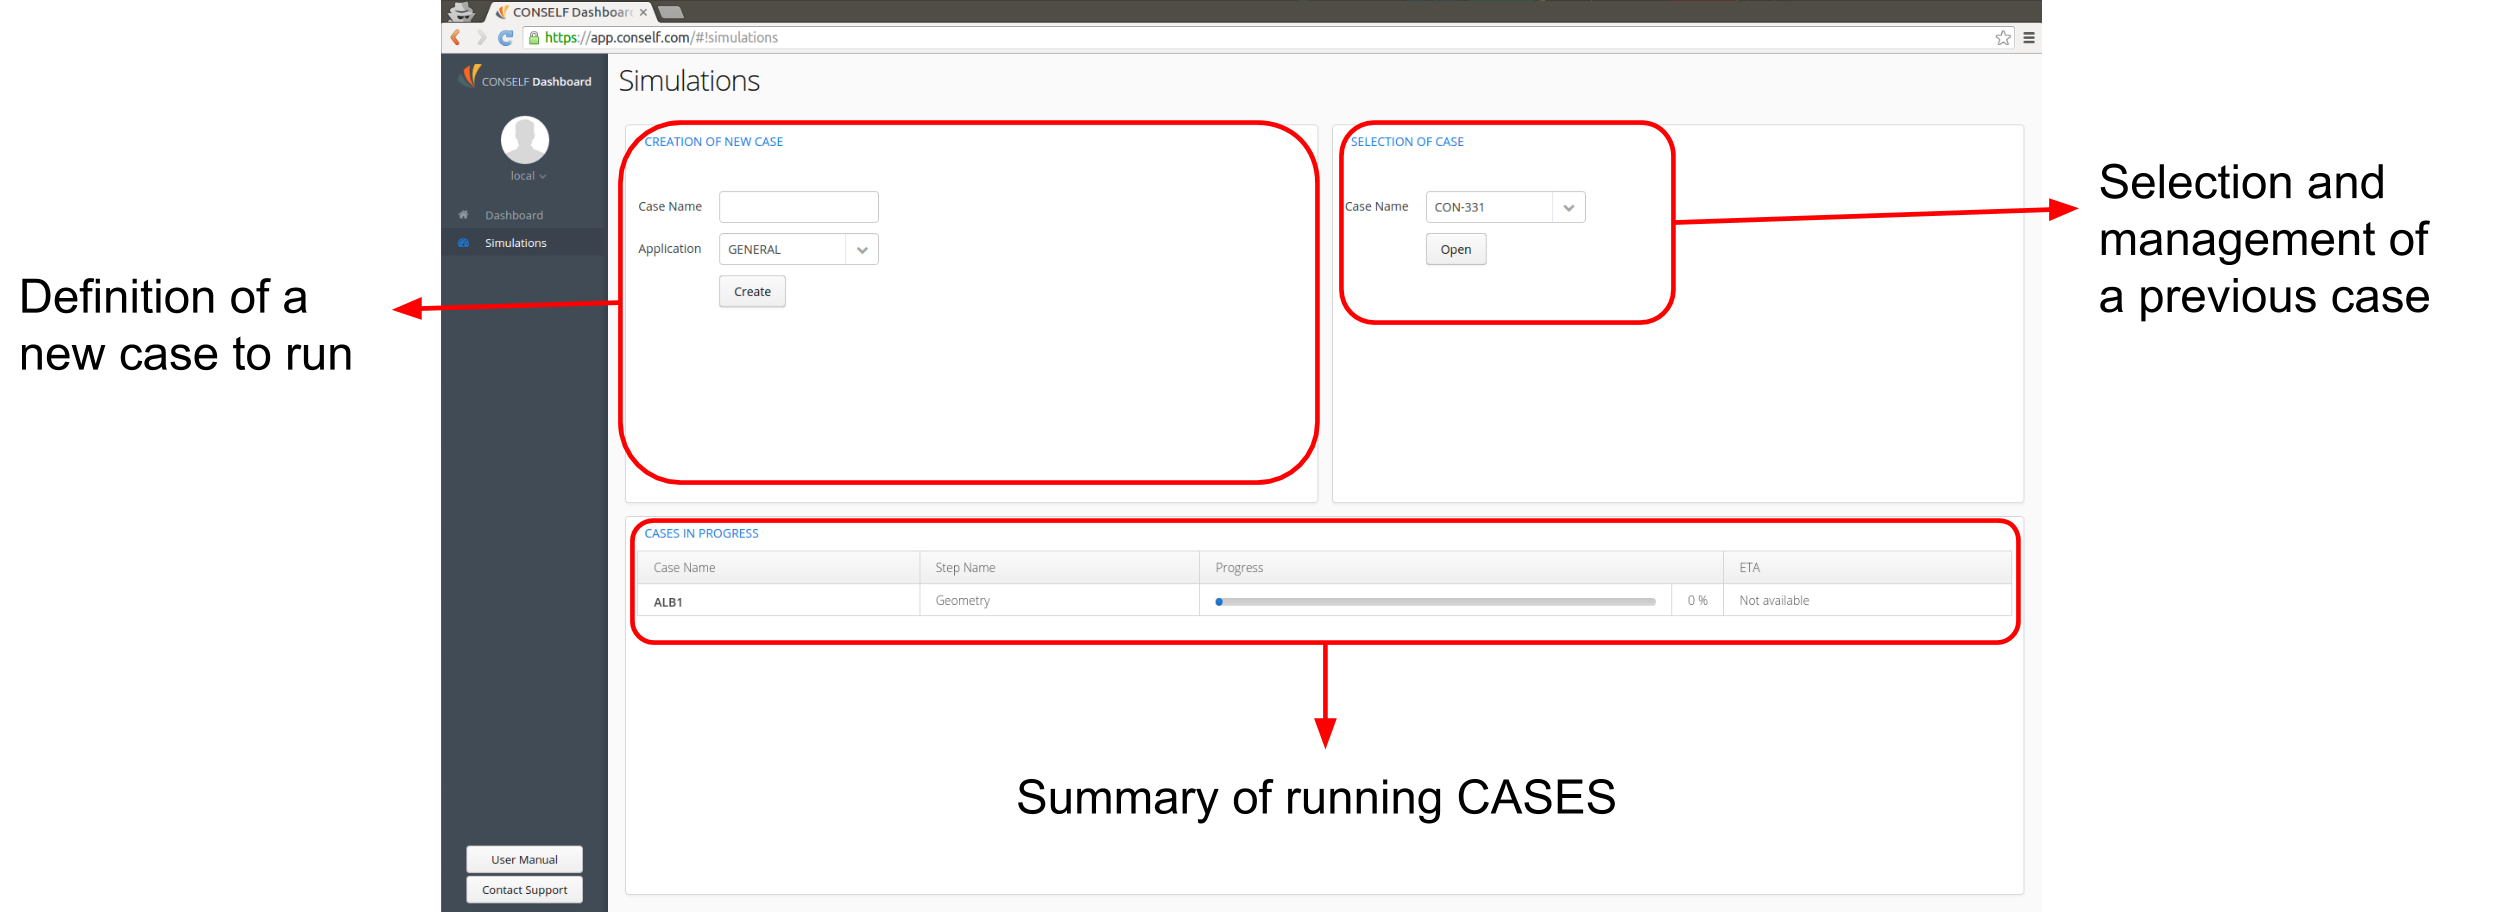 CONSELF Dashboard
https://app.conself.com/#!simulations
CONSELF Dashboard
local
Dashboard
Simulations
User Manual
Contact Support
Simulations
CREATION OF NEW CASE
Case Name
Application GENERAL
Create
SELECTION OF CASE
Case Name CON-331
Open
CASES IN PROGRESS
Case Name Step Name Progress ETA
ALB1 Geometry 0 % Not available
Definition of a
new case to run
Selection and
management of
a previous case
Summary of running CASES